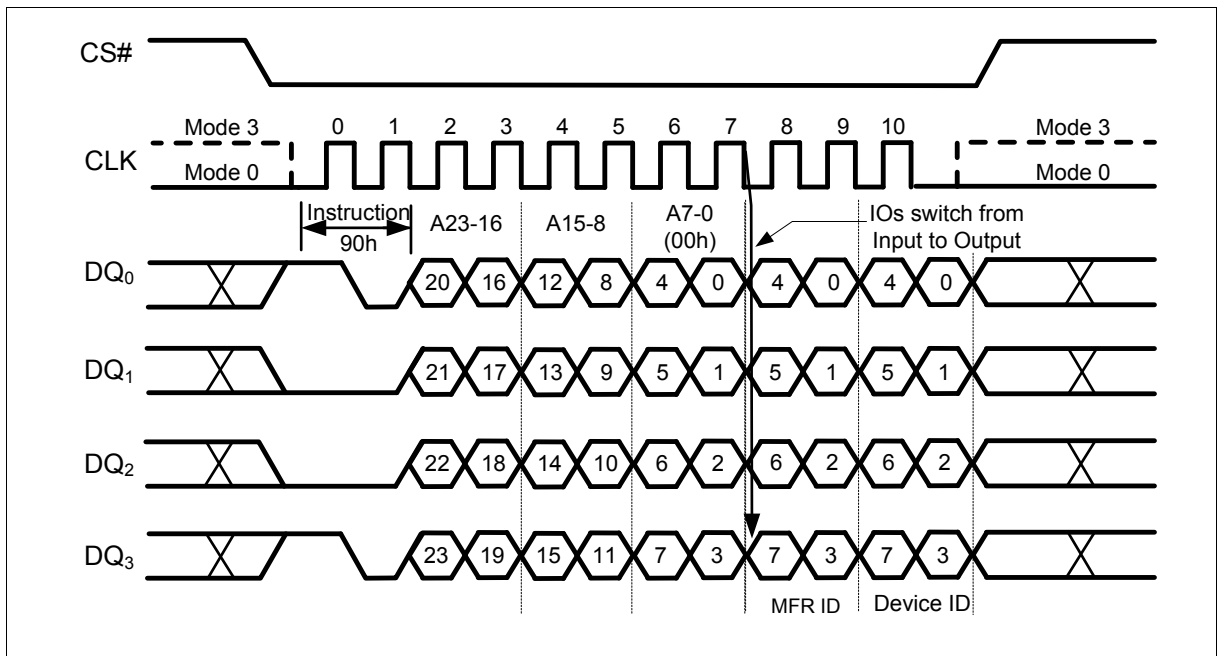 CS#
Mode 3 0 1 2 3 4 5 6 7 8 9 10 Mode 3
CLK
Mode 0 Mode 0
Instruction A23-16 A15-8 A7-0 IOs switch from
90h (00h) Input to Output
DQ0 20 16 12 8 4 0 4 0 4 0
DQ1 21 17 13 9 5 1 5 1 5 1
DQ2 22 18 14 10 6 2 6 2 6 2
DQ3 23 19 15 11 7 3 7 3 7 3
MFR ID Device ID